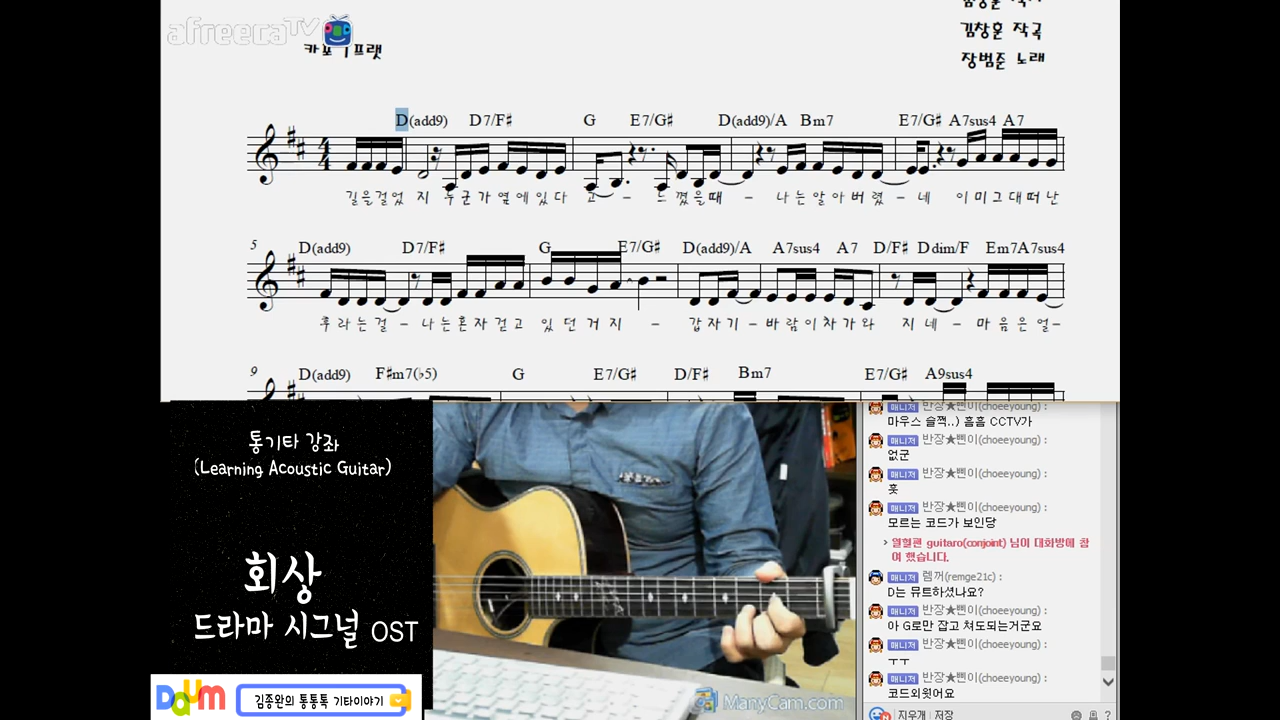 afreecaTV
김창훈 작곡
장범준 노래
D(add9) D7/F♯ G E7/G♯ D(add9)/A Bm7 E7/G♯ A7sus4 A7
길을걸었 지 누군가옆에있다 고 – 느꼈을때 – 나는알아버렸 – 네 이미그대떠난
5
D(add9) D7/F♯ G E7/G♯ D(add9)/A A7sus4 A7 D/F♯ Ddim/F Em7A7sus4
후라는걸 – 나는혼자걷고 있던거지 – 갑자기 – 바람이차가와 지네 – 마음은얼–
9
D(add9) F♯m7(♭5) G E7/G♯ D/F♯ Bm7 E7/G♯ A9sus4
통기타 강좌
(Learning Acoustic Guitar)
회상
드라마 시그널 OST
Daum 김종완의 통통톡 기타이야기
ManyCam.com
매니저 반장★삔이(choeeyoung) :
마우스 슬쩍..) 흠흠 CCTV가
매니저 반장★삔이(choeeyoung) :
없군
매니저 반장★삔이(choeeyoung) :
훗
매니저 반장★삔이(choeeyoung) :
모르는 코드가 보인당
열혈팬 guitaro(conjoint) 님이 대화방에 참
여 했습니다.
매니저 렘꺼(remge21c) :
D는 뮤트하셨나요?
매니저 반장★삔이(choeeyoung) :
아 G로만 잡고 쳐도되는거군요
매니저 반장★삔이(choeeyoung) :
ㅜㅜ
매니저 반장★삔이(choeeyoung) :
코드외웟어요
지우개 저장